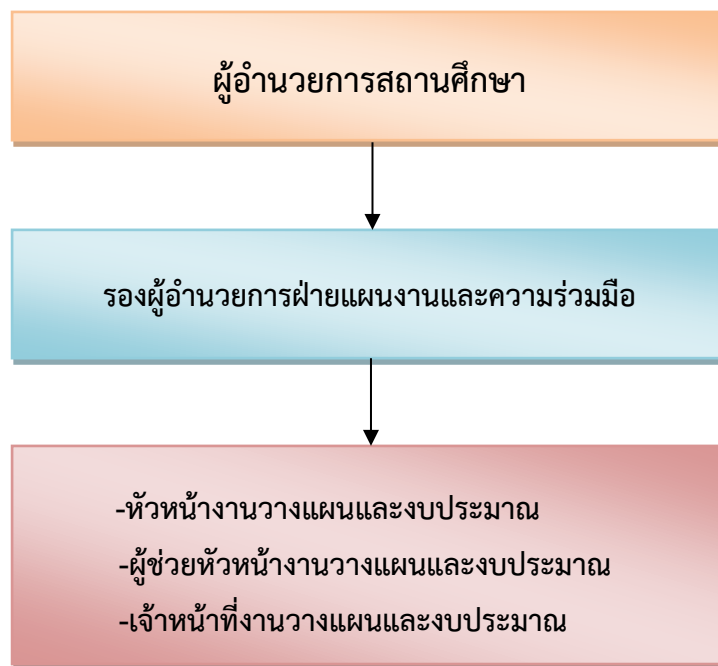 ผู้อำนวยการสถานศึกษา
รองผู้อำนวยการฝ่ายแผนงานและความร่วมมือ
-หัวหน้างานวางแผนและงบประมาณ
-ผู้ช่วยหัวหน้างานวางแผนและงบประมาณ
-เจ้าหน้าที่งานวางแผนและงบประมาณ